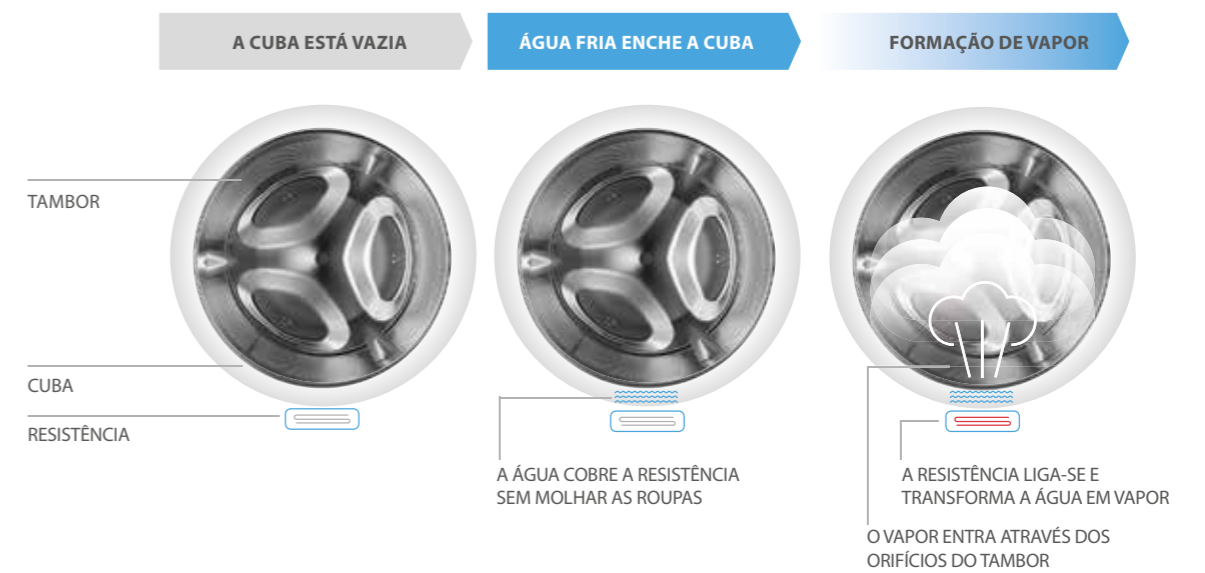 A CUBA ESTÁ VAZIA
ÁGUA FRIA ENCHE A CUBA
FORMAÇÃO DE VAPOR
TAMBOR
CUBA
RESISTÊNCIA
A ÁGUA COBRE A RESISTÊNCIA
SEM MOLHAR AS ROUPAS
A RESISTÊNCIA LIGA-SE E
TRANSFORMA A ÁGUA EM VAPOR
O VAPOR ENTRA ATRAVÉS DOS
ORIFÍCIOS DO TAMBOR